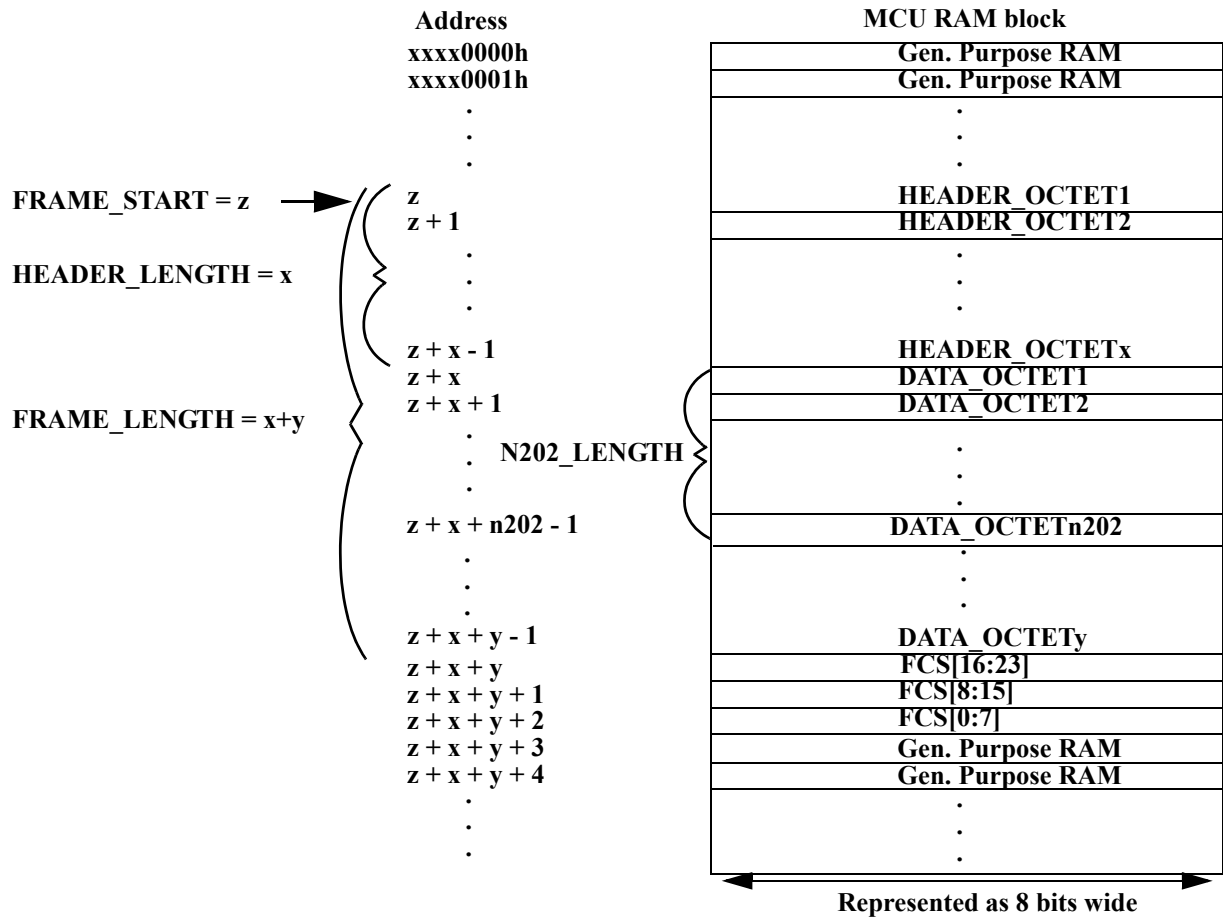 Address MCU RAM block
xxxx0000h Gen. Purpose RAM
xxxx0001h Gen. Purpose RAM
. .
. .
. .
FRAME_START = z z HEADER_OCTET1
z + 1 HEADER_OCTET2
. .
HEADER_LENGTH = x . .
. .
z + x - 1 HEADER_OCTETx
z + x DATA_OCTET1
FRAME_LENGTH = x+y z + x + 1 DATA_OCTET2
. .
N202_LENGTH . .
. .
z + x + n202 - 1 DATA_OCTETn202
. .
. .
. .
z + x + y - 1 DATA_OCTETy
z + x + y FCS[16:23]
z + x + y + 1 FCS[8:15]
z + x + y + 2 FCS[0:7]
z + x + y + 3 Gen. Purpose RAM
z + x + y + 4 Gen. Purpose RAM
. .
. .
. .
Represented as 8 bits wide